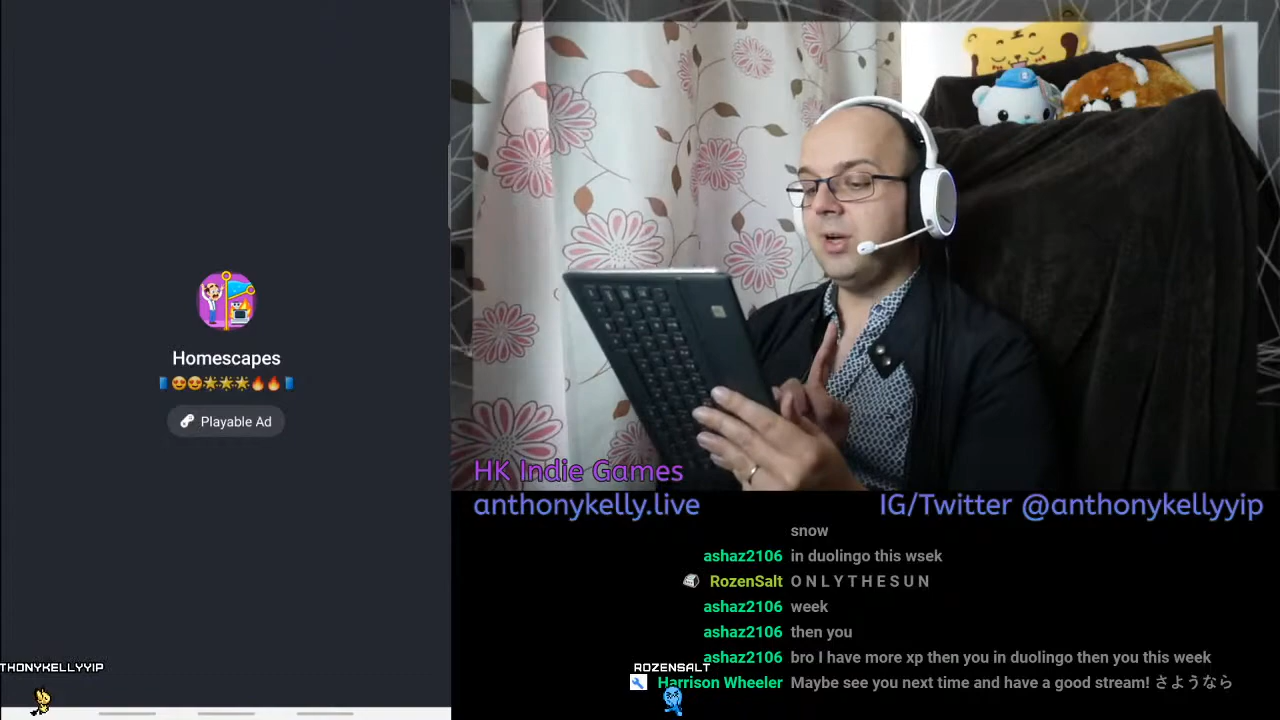 Homescapes
Playable Ad
HK Indie Games
anthonykelly.live
IG/Twitter @anthonykellyyip
snow
ashaz2106 in duolingo this wsek
RozenSalt O N L Y T H E S U N
ashaz2106 week
ashaz2106 then you
ashaz2106 bro I have more xp then you in duolingo then you this week
Harrison Wheeler Maybe see you next time and have a good stream! さようなら
THONYKELLYYIP
ROZENSALT